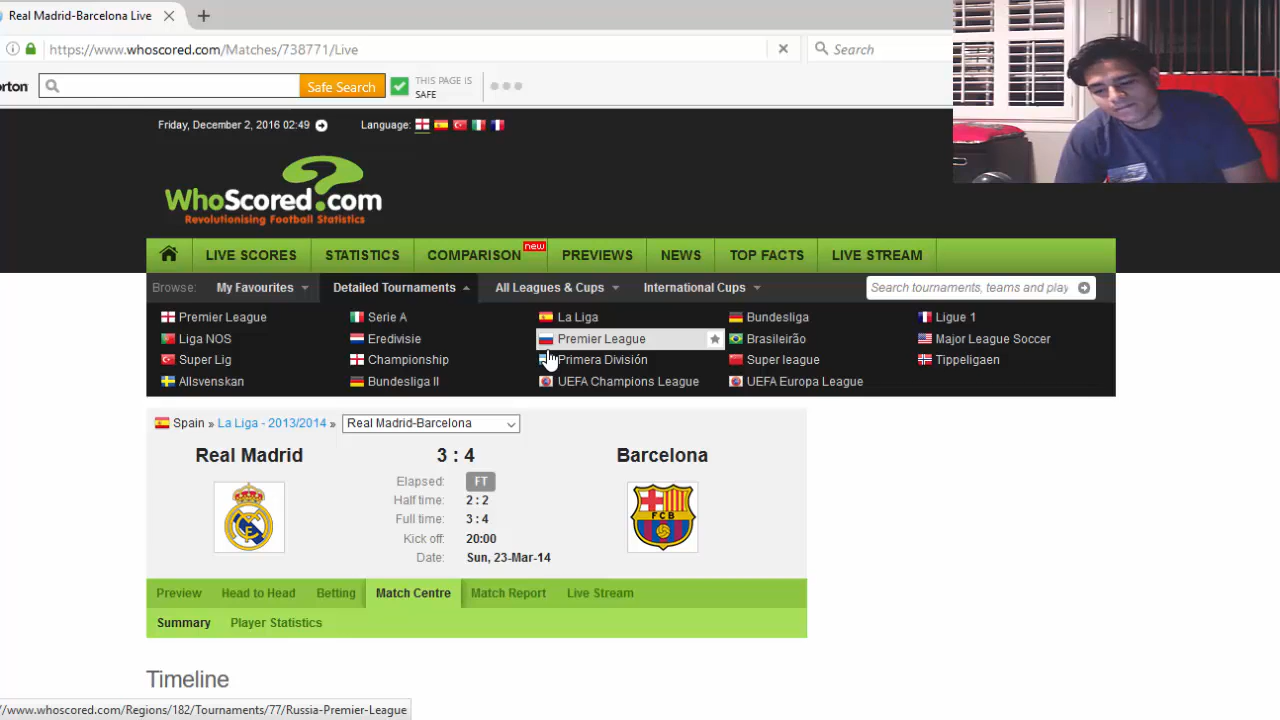 Real Madrid-Barcelona Live
https://www.whoscored.com/Matches/738771/Live
Search
orton
Safe Search
THIS PAGE IS
SAFE
Friday, December 2, 2016 02:49
Language:
WhoScored.com
Revolutionising Football Statistics
LIVE SCORES
STATISTICS
COMPARISON
new
PREVIEWS
NEWS
TOP FACTS
LIVE STREAM
Browse:
My Favourites
Detailed Tournaments
All Leagues & Cups
International Cups
Search tournaments, teams and play
Premier League
Serie A
La Liga
Bundesliga
Ligue 1
Liga NOS
Eredivisie
Premier League
Brasileirão
Major League Soccer
Super Lig
Championship
Primera División
Super league
Tippeligaen
Allsvenskan
Bundesliga II
UEFA Champions League
UEFA Europa League
Spain » La Liga - 2013/2014 »
Real Madrid-Barcelona
Real Madrid
3 : 4
Barcelona
Elapsed: FT
Half time: 2 : 2
Full time: 3 : 4
Kick off: 20:00
Date: Sun, 23-Mar-14
FCB
Preview
Head to Head
Betting
Match Centre
Match Report
Live Stream
Summary
Player Statistics
Timeline
/www.whoscored.com/Regions/182/Tournaments/77/Russia-Premier-League